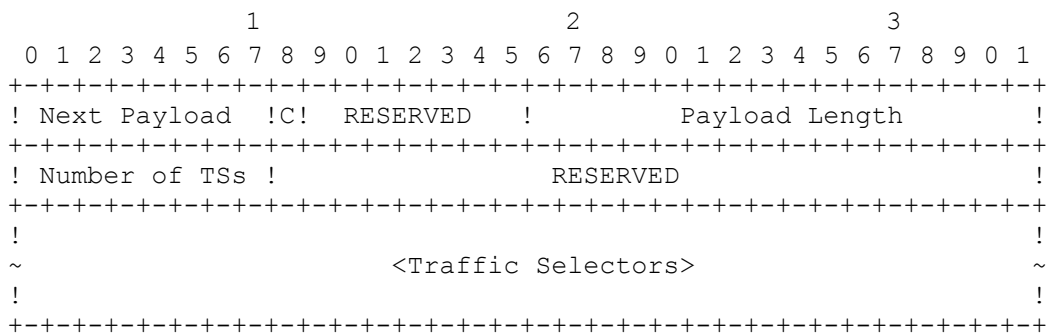 1                   2                   3
 0 1 2 3 4 5 6 7 8 9 0 1 2 3 4 5 6 7 8 9 0 1 2 3 4 5 6 7 8 9 0 1
+-+-+-+-+-+-+-+-+-+-+-+-+-+-+-+-+-+-+-+-+-+-+-+-+-+-+-+-+-+-+-+-+
! Next Payload  !C!  RESERVED   !         Payload Length        !
+-+-+-+-+-+-+-+-+-+-+-+-+-+-+-+-+-+-+-+-+-+-+-+-+-+-+-+-+-+-+-+-+
! Number of TSs !                 RESERVED                      !
+-+-+-+-+-+-+-+-+-+-+-+-+-+-+-+-+-+-+-+-+-+-+-+-+-+-+-+-+-+-+-+-+
!                                                               !
~                       <Traffic Selectors>                     ~
!                                                               !
+-+-+-+-+-+-+-+-+-+-+-+-+-+-+-+-+-+-+-+-+-+-+-+-+-+-+-+-+-+-+-+-+